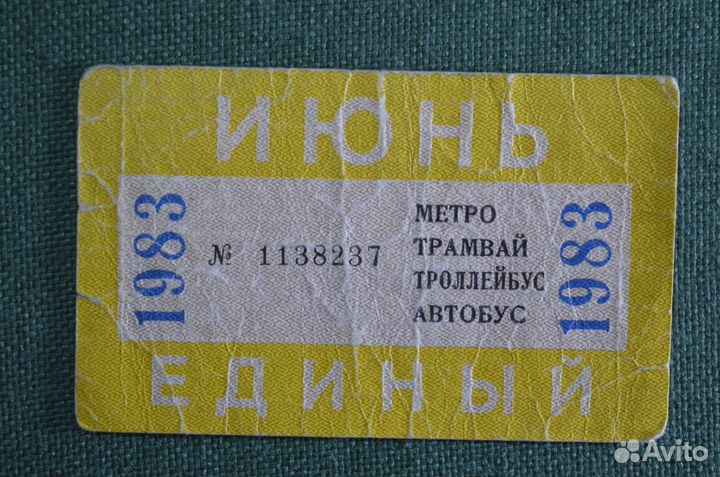 ИЮНЬ
1983
№ 1138237
МЕТРО
ТРАМВАЙ
ТРОЛЛЕЙБУС
АВТОБУС
1983
ЕДИНЫЙ
Avito